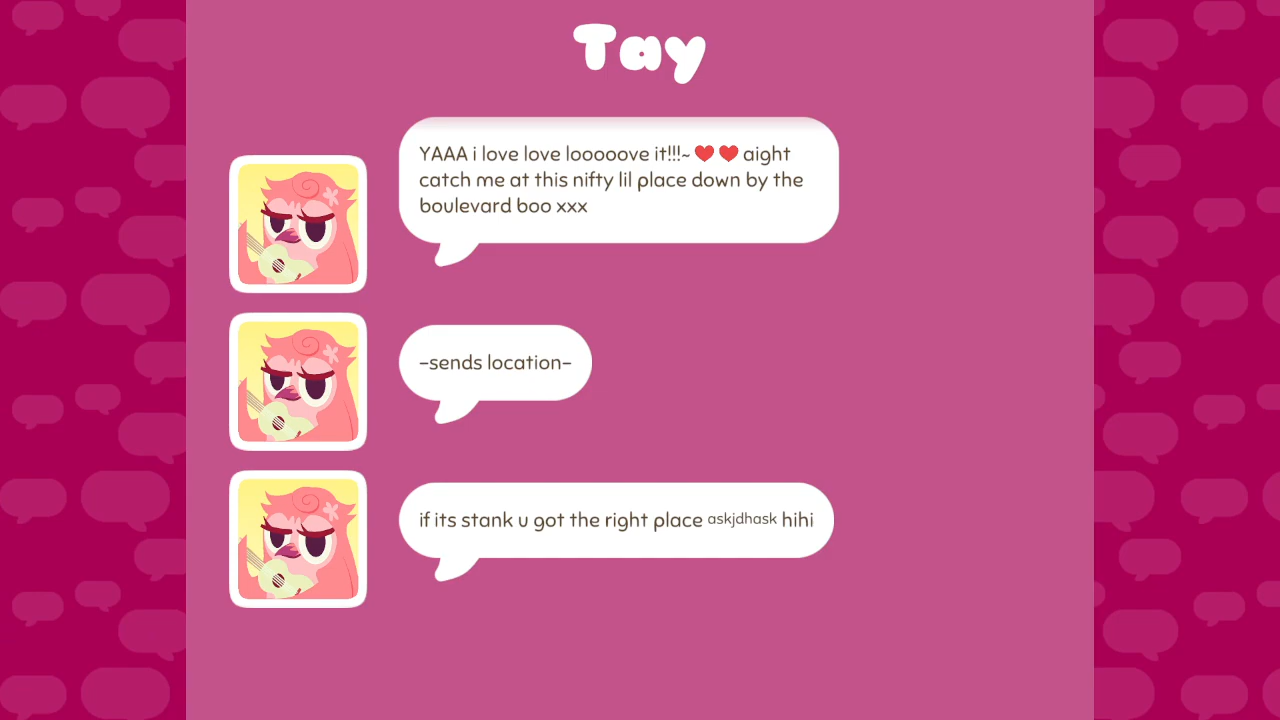 Tay
YAAA i love love looooove it!!!~ ❤️ ❤️ aight
catch me at this nifty lil place down by the
boulevard boo xxx
-sends location-
if its stank u got the right place askjdhask hihi